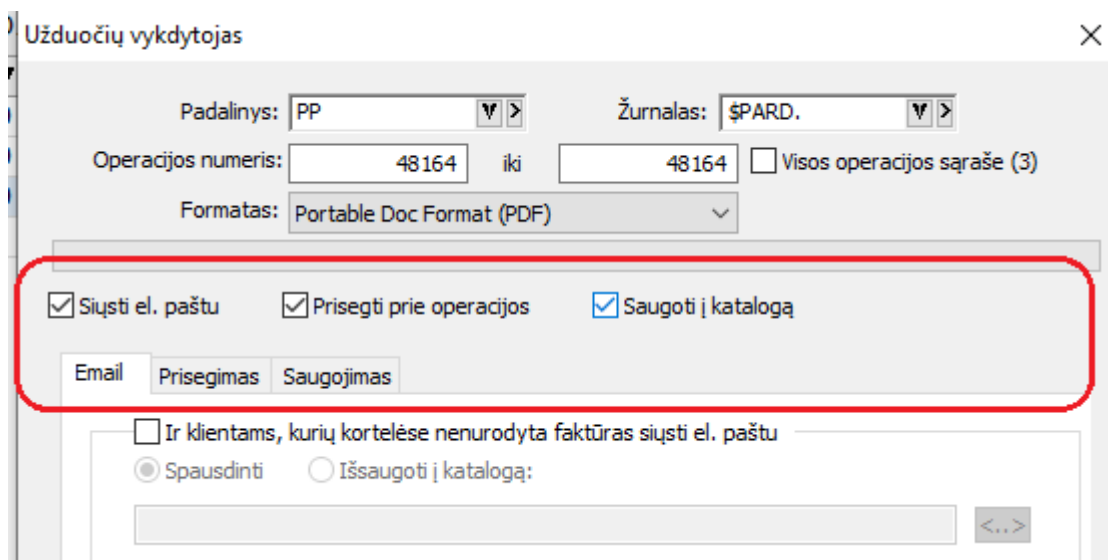 Užduočių vykdytojas
Padalinys: PP Žurnalas: $PARD.
Operacijos numeris: 48164 iki 48164 Visos operacijos sąraše (3)
Formatas: Portable Doc Format (PDF)
Siųsti el. paštu Prisegti prie operacijos Saugoti į katalogą
Email Prisegimas Saugojimas
Ir klientams, kurių kortelėse nenurodyta faktūras siųsti el. paštu
Spausdinti Išsaugoti į katalogą:
<..>